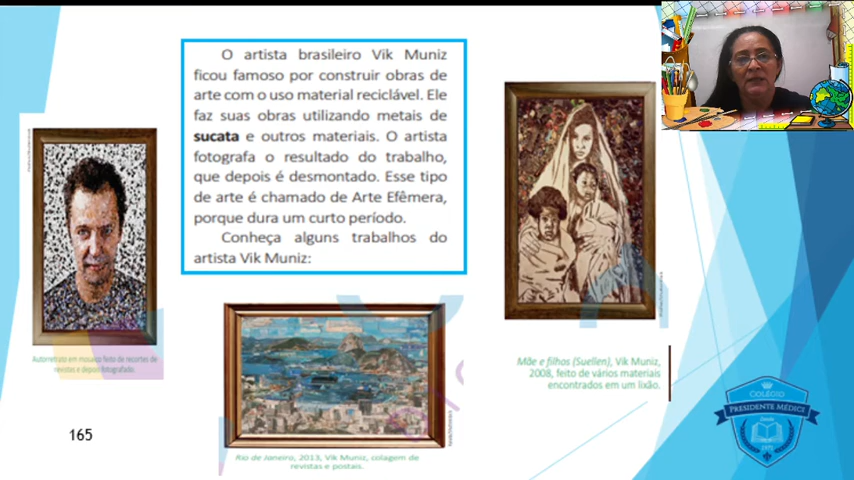 O artista brasileiro Vik Muniz
ficou famoso por construir obras de
arte com o uso material reciclável. Ele
faz suas obras utilizando metais de
sucata e outros materiais. O artista
fotografa o resultado do trabalho,
que depois é desmontado. Esse tipo
de arte é chamado de Arte Efêmera,
porque dura um curto período.
Conheça alguns trabalhos do
artista Vik Muniz:
Autorretrato em mosaico feito de recortes de
revistas e depois fotografado.
Rio de Janeiro, 2013, Vik Muniz, colagem de
revistas e postais.
Mãe e filhos (Suellen), Vik Muniz,
2008, feito de vários materiais
encontrados em um lixão.
165
COLÉGIO
PRESIDENTE MÉDICI